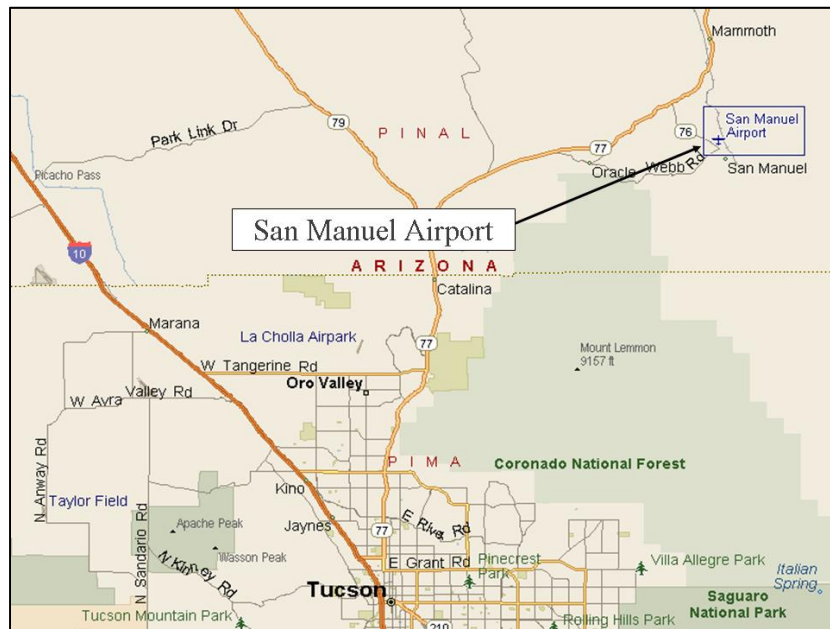 Mammoth
79
Park Link Dr
PINAL
76
San Manuel
Airport
77
Oracle
Webb Rd
San Manuel
Picacho Pass
San Manuel Airport
10
ARIZONA
Catalina
Marana
La Cholla Airpark
77
Mount Lemmon
9157 ft
W Tangerine Rd
Oro Valley
W Avra Valley Rd
N Anway Rd
PIMA
Coronado National Forest
Kino
Taylor Field
N Sandario Rd
Jaynes
Apache Peak
77
E River Rd
Wasson Peak
N Kinney Rd
E Grant Rd
Pinecrest
Park
Villa Allegre Park
Italian
Spring
Tucson
Saguaro
National Park
Tucson Mountain Park
210
Rolling Hills Park